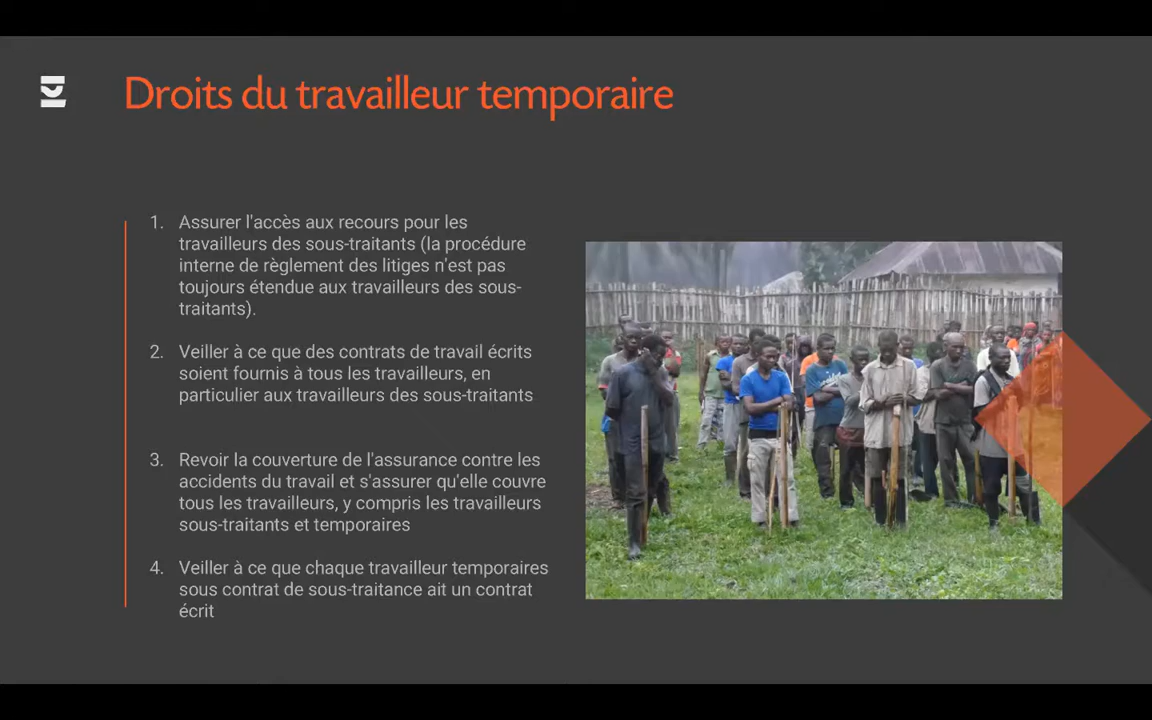 Droits du travailleur temporaire
1. Assurer l'accès aux recours pour les
travailleurs des sous-traitants (la procédure
interne de règlement des litiges n'est pas
toujours étendue aux travailleurs des sous-
traitants).
2. Veiller à ce que des contrats de travail écrits
soient fournis à tous les travailleurs, en
particulier aux travailleurs des sous-traitants
3. Revoir la couverture de l'assurance contre les
accidents du travail et s'assurer qu'elle couvre
tous les travailleurs, y compris les travailleurs
sous-traitants et temporaires
4. Veiller à ce que chaque travailleur temporaires
sous contrat de sous-traitance ait un contrat
écrit